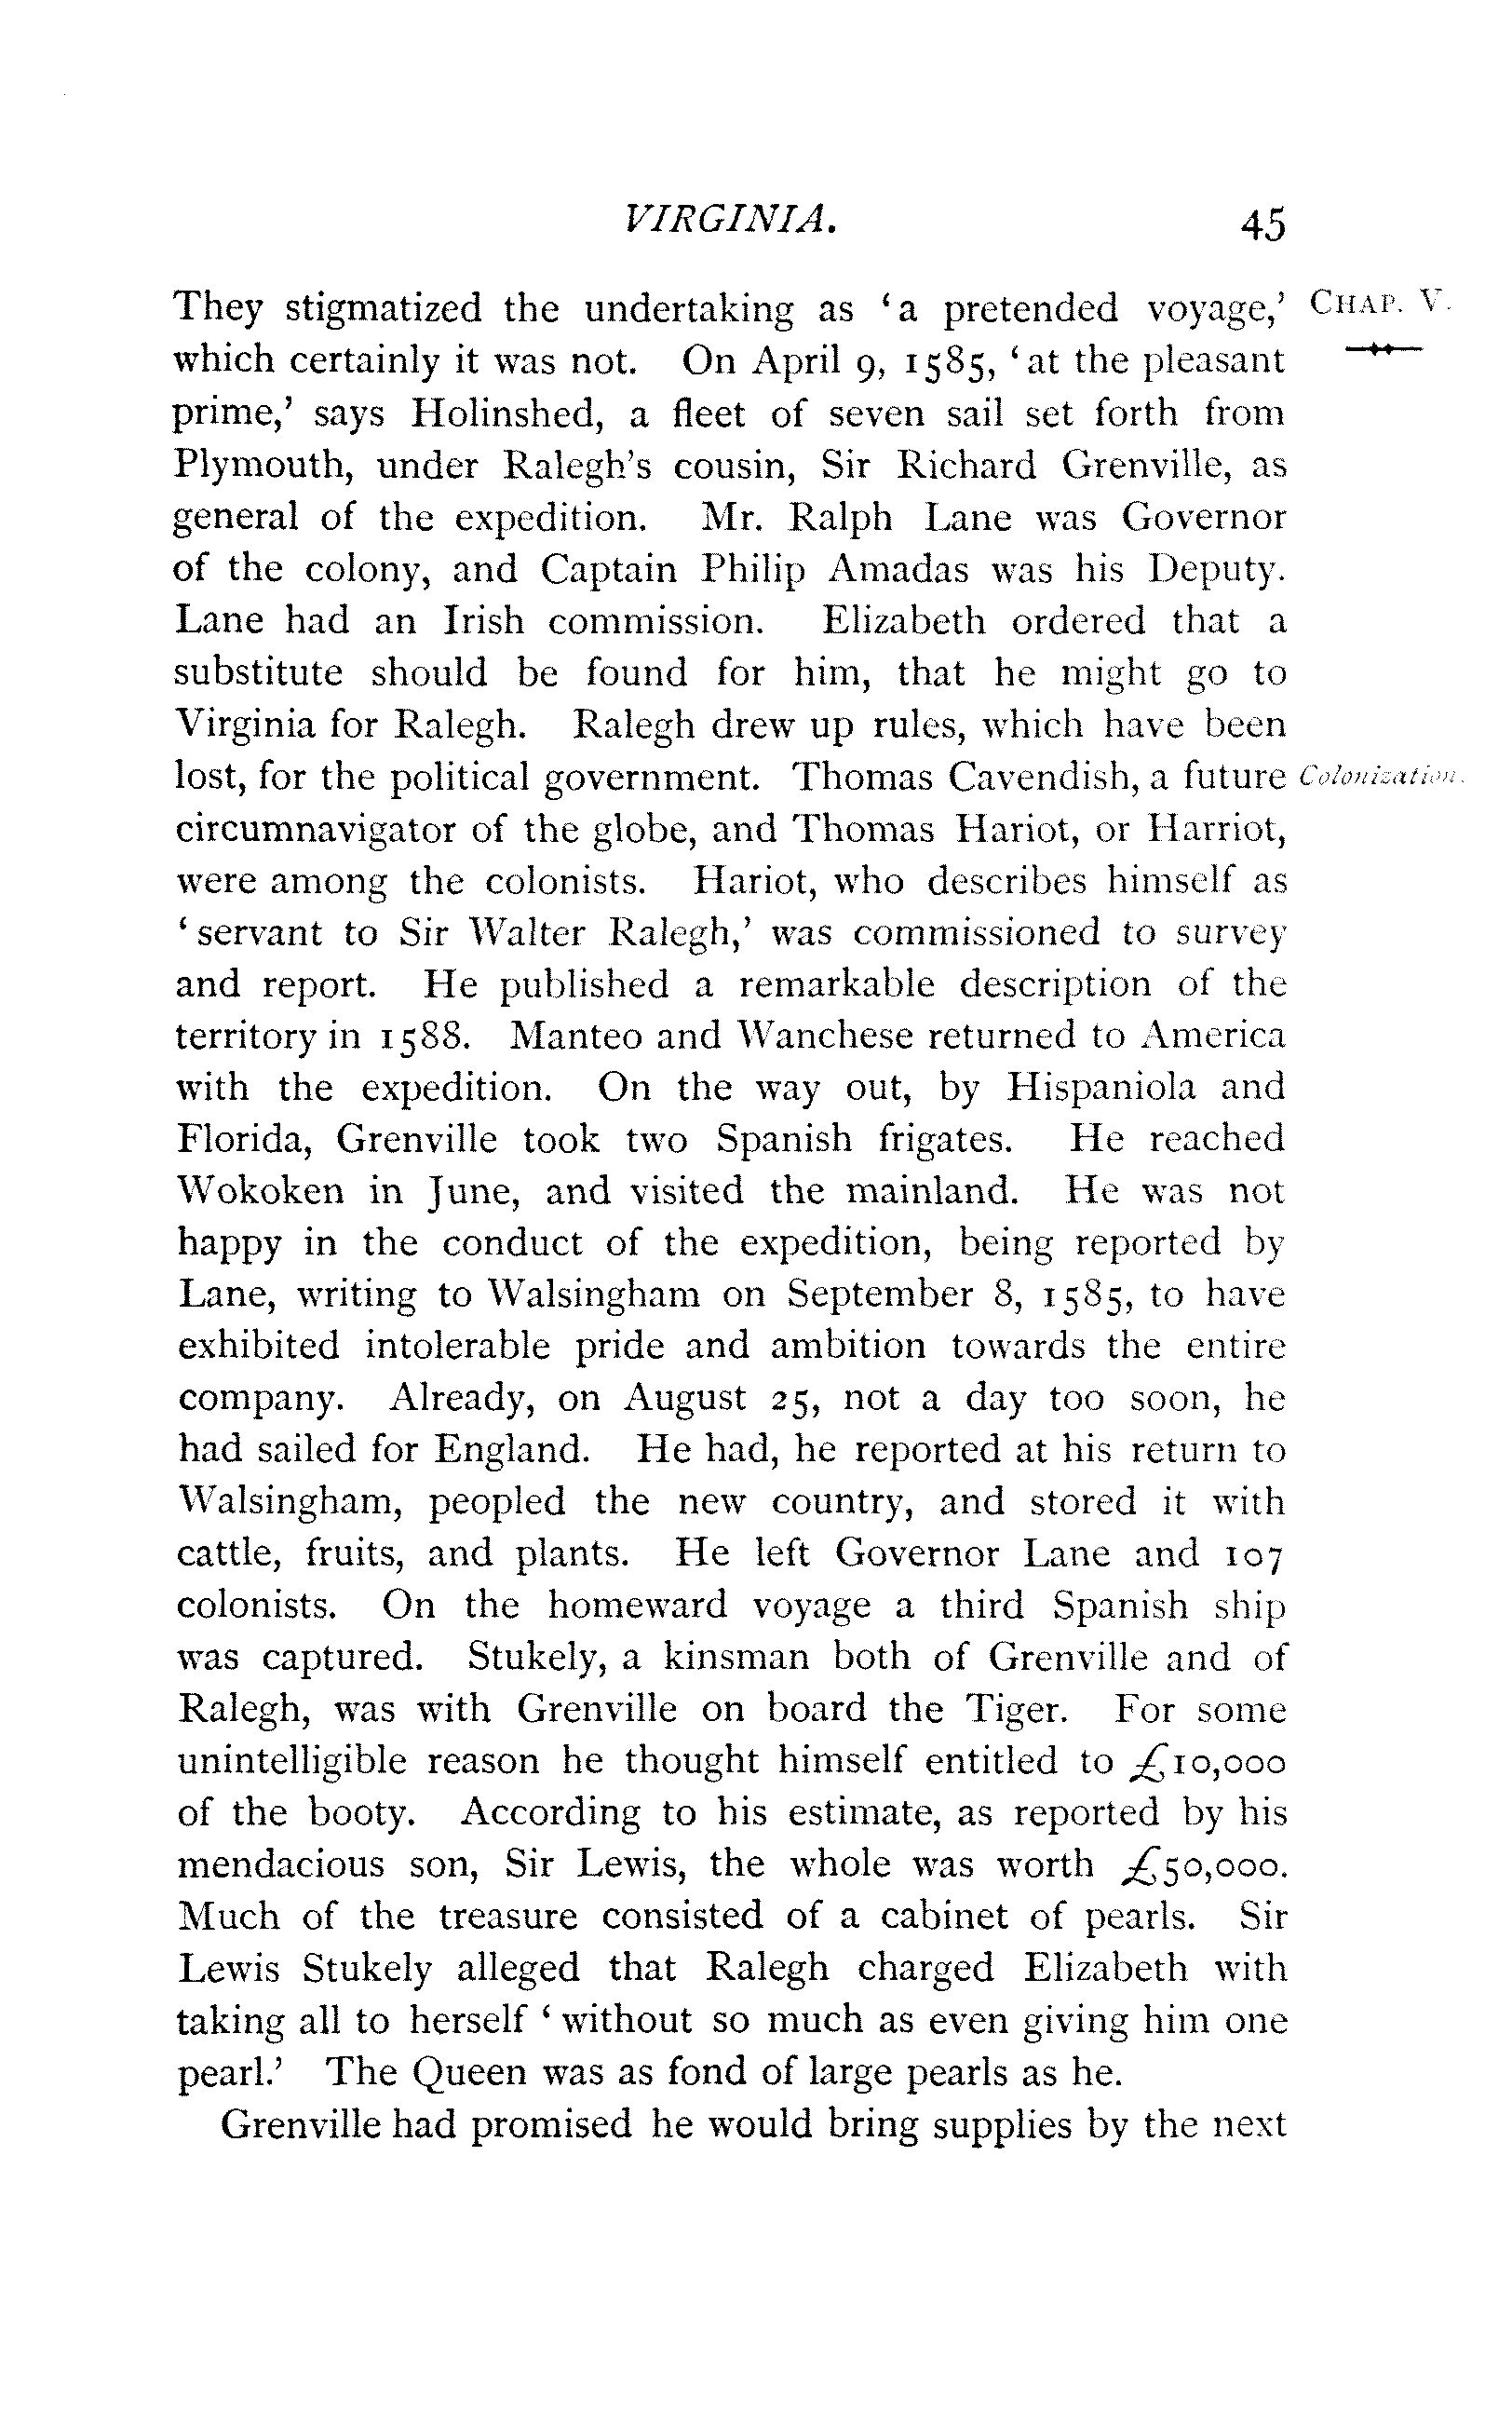 VIRGINIA. 45
They stigmatized the undertaking as ‘a pretended voyage,’ CHAP. V.
which certainly it was not. On April 9, 1585, ‘at the pleasant
prime,’ says Holinshed, a fleet of seven sail set forth from
Plymouth, under Ralegh’s cousin, Sir Richard Grenville, as
general of the expedition. Mr. Ralph Lane was Governor
of the colony, and Captain Philip Amadas was his Deputy.
Lane had an Irish commission. Elizabeth ordered that a
substitute should be found for him, that he might go to
Virginia for Ralegh. Ralegh drew up rules, which have been
lost, for the political government. Thomas Cavendish, a future Colonization.
circumnavigator of the globe, and Thomas Hariot, or Harriot,
were among the colonists. Hariot, who describes himself as
‘servant to Sir Walter Ralegh,’ was commissioned to survey
and report. He published a remarkable description of the
territory in 1588. Manteo and Wanchese returned to America
with the expedition. On the way out, by Hispaniola and
Florida, Grenville took two Spanish frigates. He reached
Wokoken in June, and visited the mainland. He was not
happy in the conduct of the expedition, being reported by
Lane, writing to Walsingham on September 8, 1585, to have
exhibited intolerable pride and ambition towards the entire
company. Already, on August 25, not a day too soon, he
had sailed for England. He had, he reported at his return to
Walsingham, peopled the new country, and stored it with
cattle, fruits, and plants. He left Governor Lane and 107
colonists. On the homeward voyage a third Spanish ship
was captured. Stukely, a kinsman both of Grenville and of
Ralegh, was with Grenville on board the Tiger. For some
unintelligible reason he thought himself entitled to £10,000
of the booty. According to his estimate, as reported by his
mendacious son, Sir Lewis, the whole was worth £50,000.
Much of the treasure consisted of a cabinet of pearls. Sir
Lewis Stukely alleged that Ralegh charged Elizabeth with
taking all to herself ‘without so much as even giving him one
pearl.’ The Queen was as fond of large pearls as he.
Grenville had promised he would bring supplies by the next